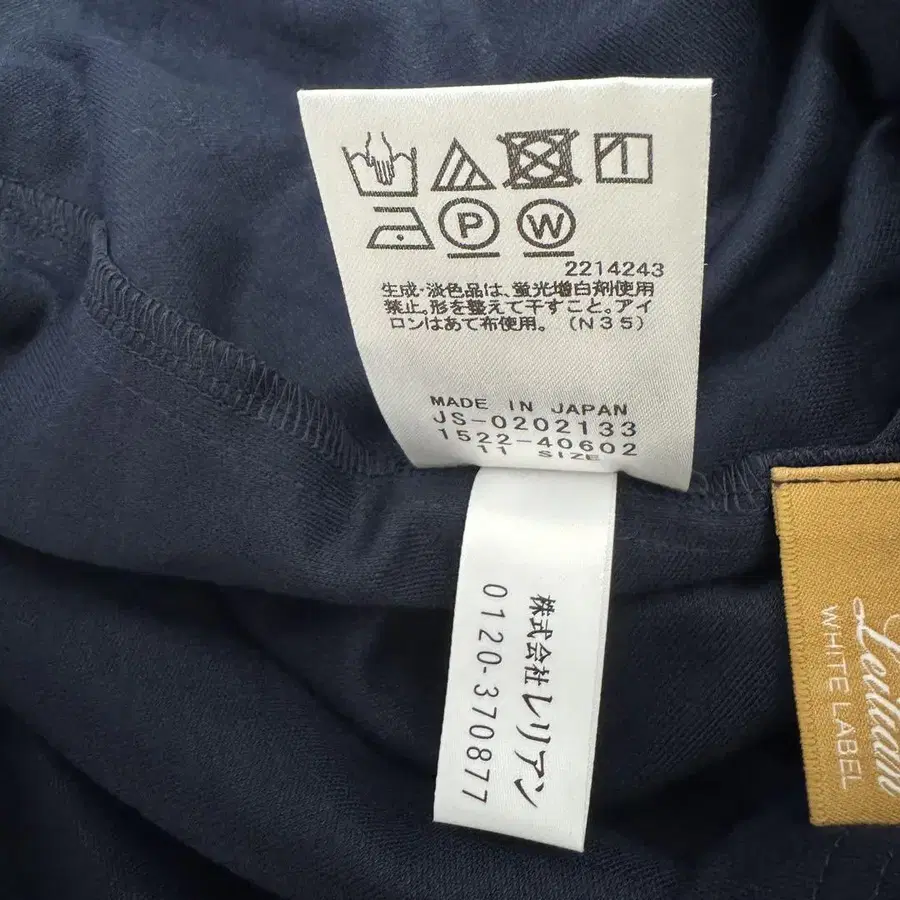 P W
2214243
生成・淡色品は、蛍光増白剤使用
禁止。形を整えて干すこと。アイ
ロンはあて布使用。（N35）
MADE IN JAPAN
JS-0202133
1522-40602
11 SIZE
株式会社レリアン
0120-370877
WHITE LABEL